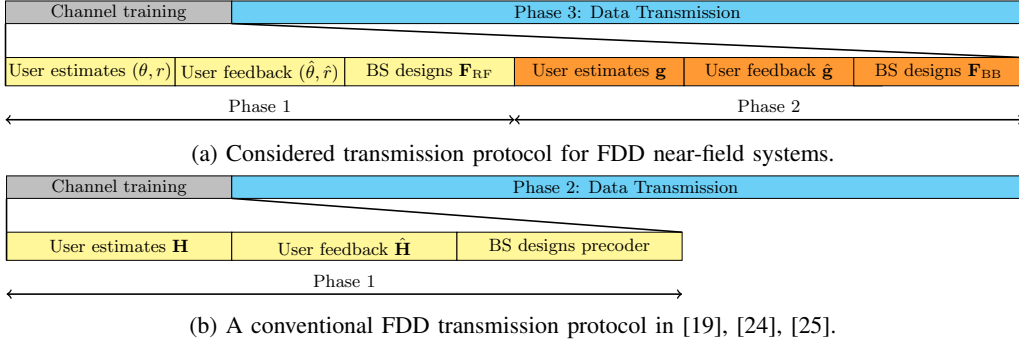 Channel training Phase 3: Data Transmission
User estimates (θ, r) User feedback (θ̂, r̂) BS designs F_RF User estimates g User feedback ĝ BS designs F_BB
Phase 1 Phase 2
(a) Considered transmission protocol for FDD near-field systems.
Channel training Phase 2: Data Transmission
User estimates H User feedback Ĥ BS designs precoder
Phase 1
(b) A conventional FDD transmission protocol in [19], [24], [25].